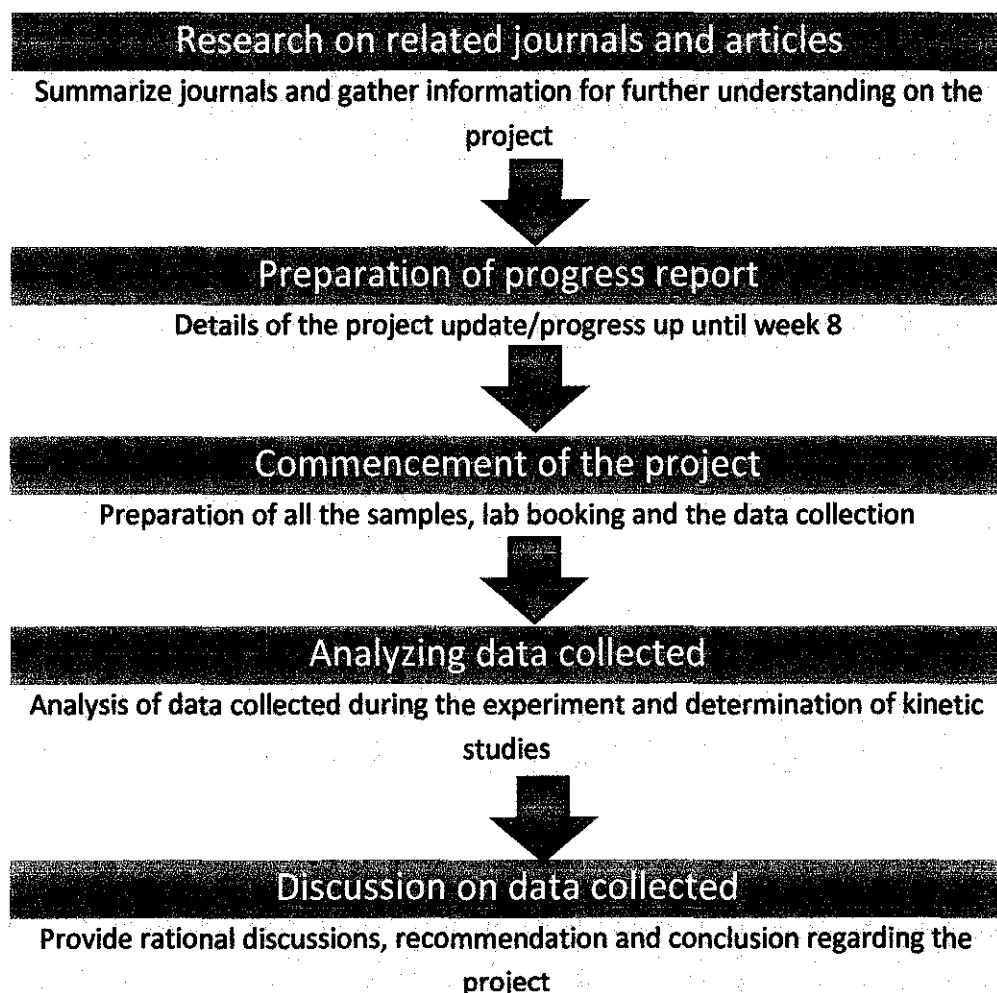 Research on related journals and articles
Summarize journals and gather information for further understanding on the
project
Preparation of progress report
Details of the project update/progress up until week 8
Commencement of the project
Preparation of all the samples, lab booking and the data collection
Analyzing data collected
Analysis of data collected during the experiment and determination of kinetic
studies
Discussion on data collected
Provide rational discussions, recommendation and conclusion regarding the
project